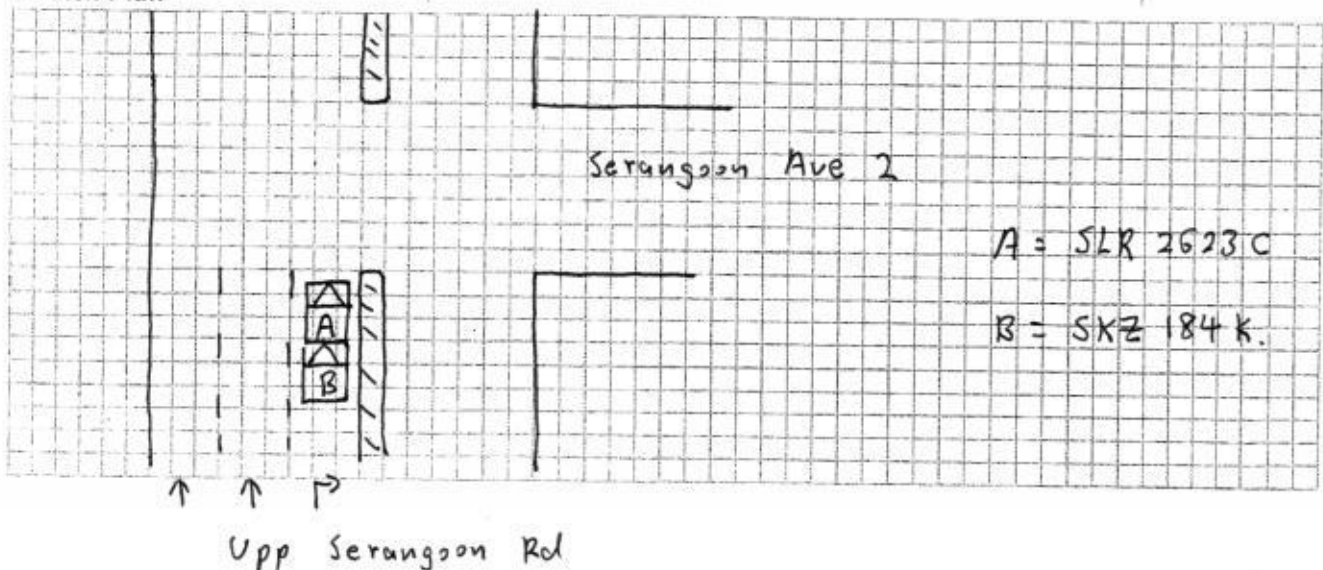 Serangoon Ave 2
A = SLR 2623 C
B = SKZ 184 K.
A
B
Upp Serangoon Rd